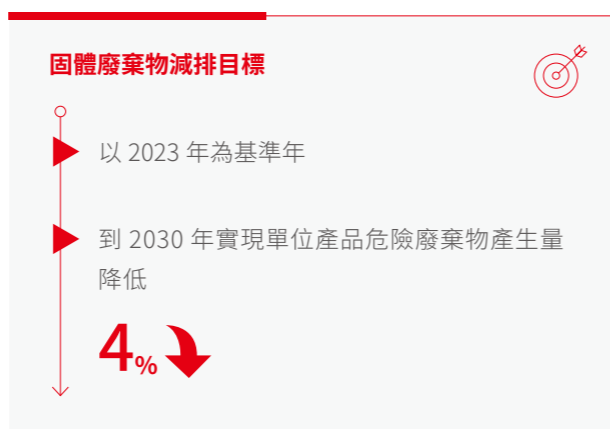 固體廢棄物減排目標
以 2023 年為基準年
到 2030 年實現單位產品危險廢棄物產生量
降低
4%